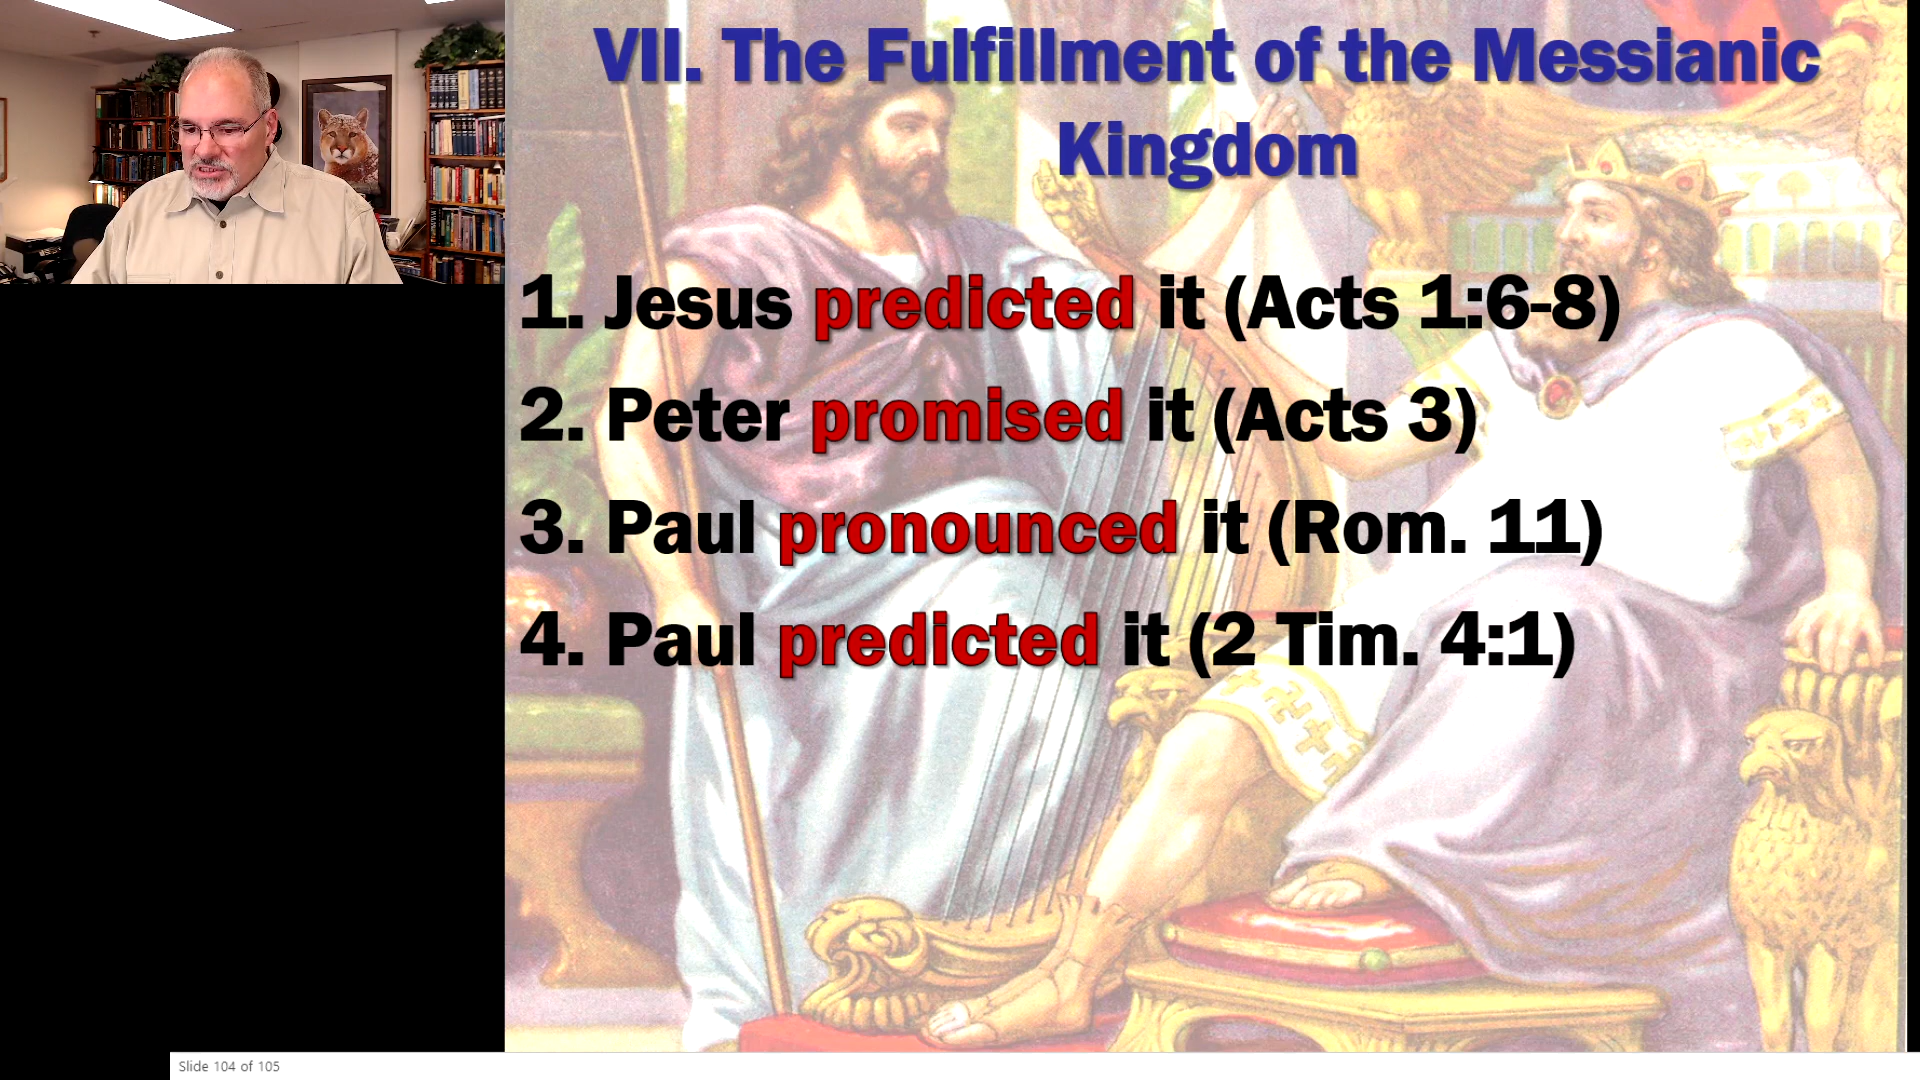 VII. The Fulfillment of the Messianic
Kingdom
1. Jesus predicted it (Acts 1:6-8)
2. Peter promised it (Acts 3)
3. Paul pronounced it (Rom. 11)
4. Paul predicted it (2 Tim. 4:1)
Slide 104 of 105